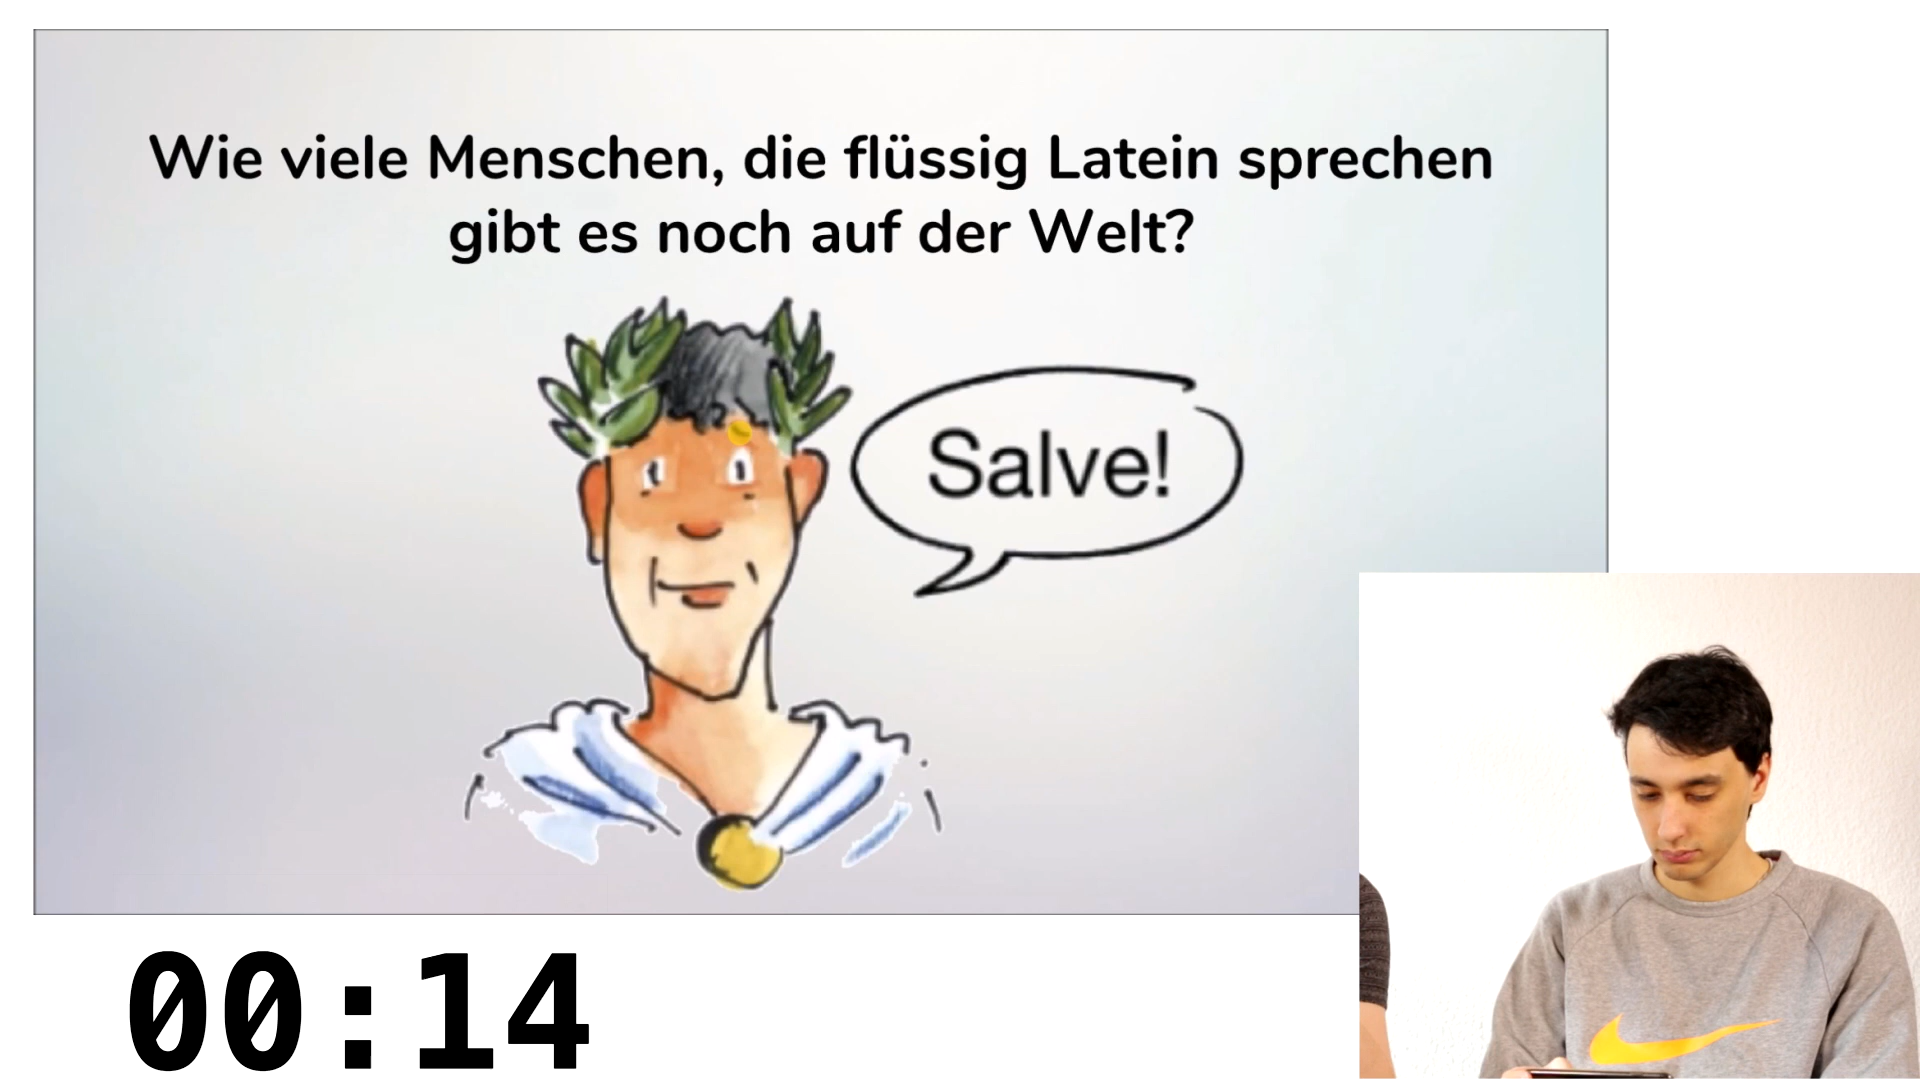 Wie viele Menschen, die flüssig Latein sprechen
gibt es noch auf der Welt?
Salve!
00:14